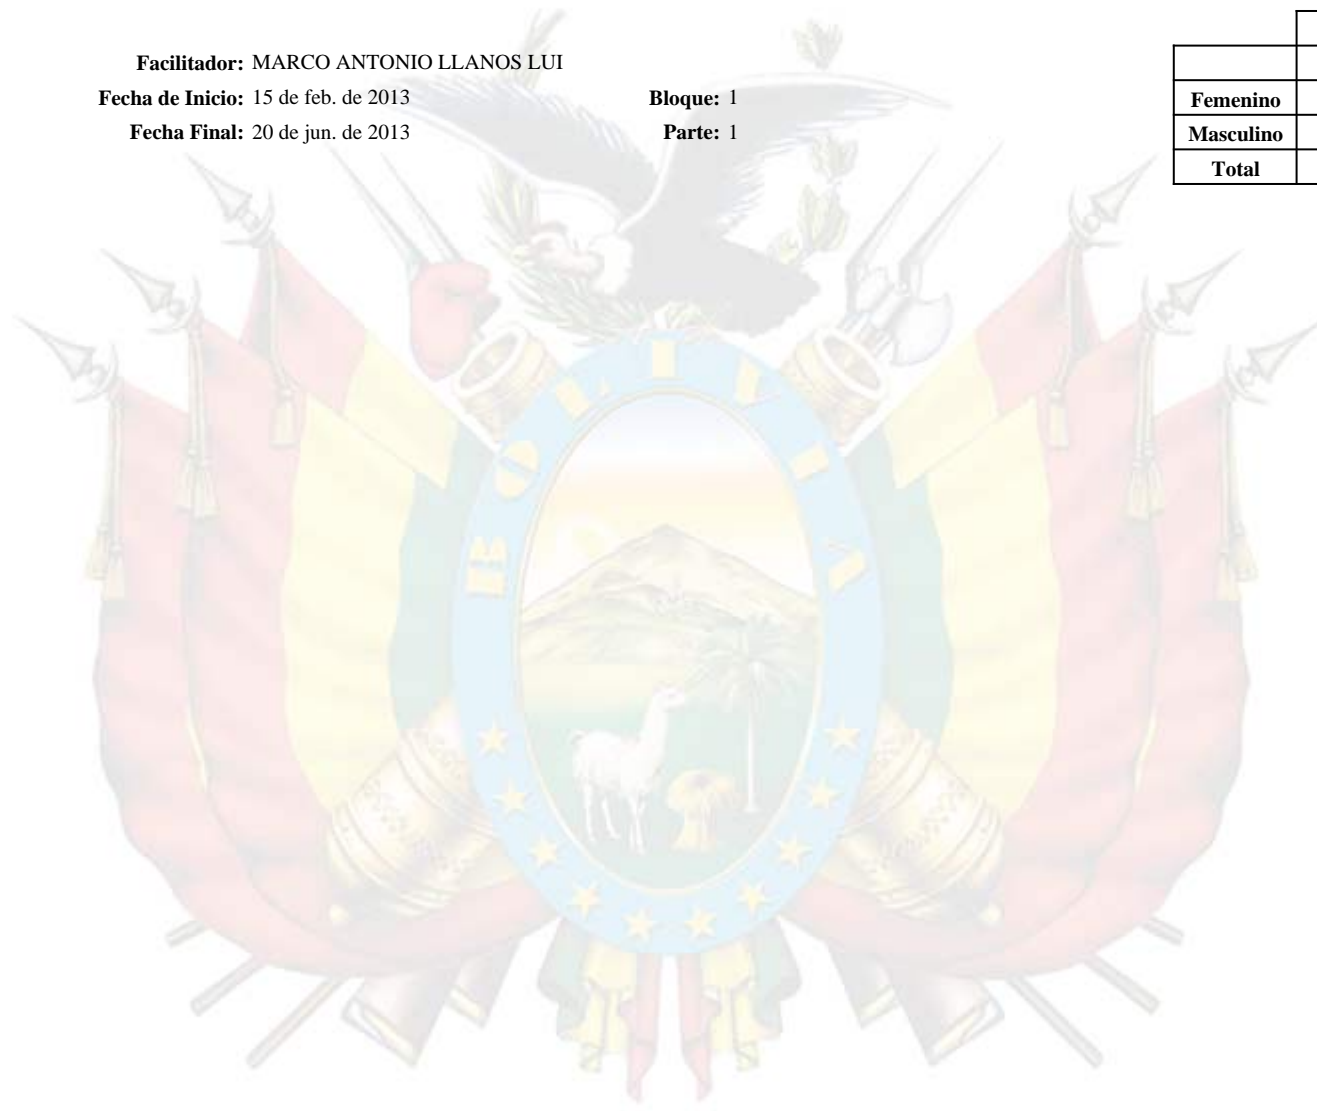 Facilitador: MARCO ANTONIO LLANOS LUI
Fecha de Inicio: 15 de feb. de 2013 Bloque: 1
Fecha Final: 20 de jun. de 2013 Parte: 1
Femenino
Masculino
Total
BOLIVIA